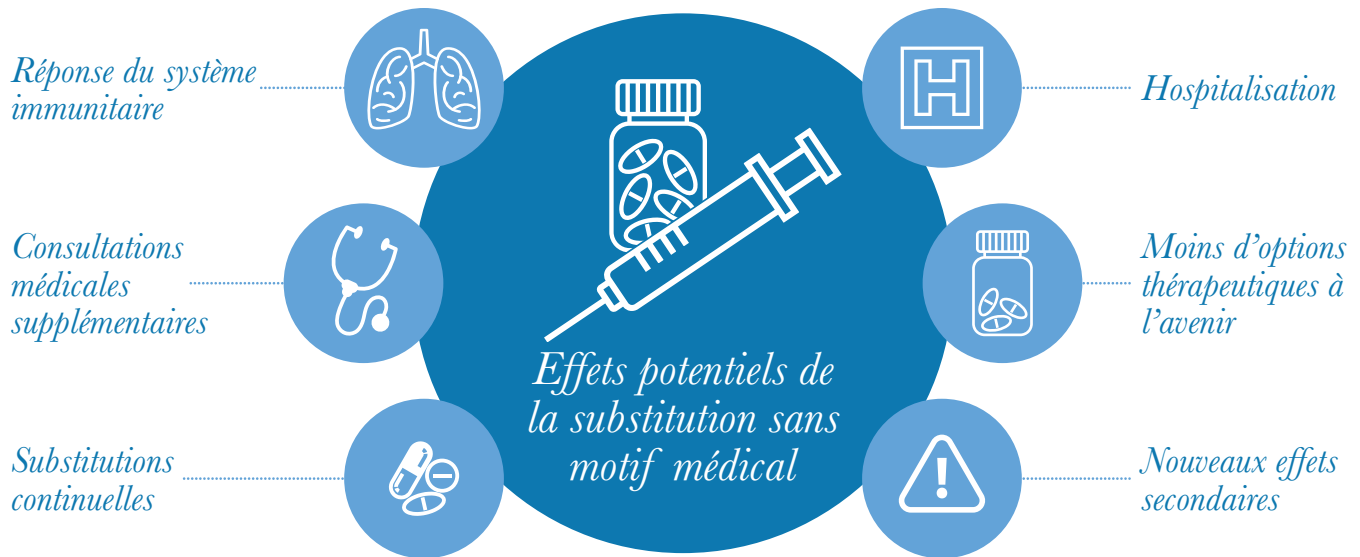 Réponse du système
immunitaire
Consultations
médicales
supplémentaires
Substitutions
continuelles
Effets potentiels de
la substitution sans
motif médical
H
Hospitalisation
Moins d’options
thérapeutiques à
l’avenir
!
Nouveaux effets
secondaires